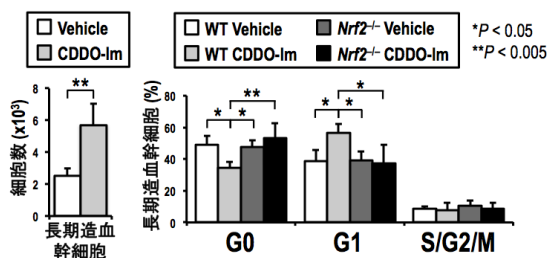 Vehicle
CDDO-Im
WT Vehicle
Nrf2–/– Vehicle
WT CDDO-Im
Nrf2–/– CDDO-Im
*P < 0.05
**P < 0.005
細胞数 (x10³)
8
6
4
2
0
**
長期造血
幹細胞
長期造血幹細胞 (%)
80
60
40
20
0
**
* *
*
* *
G0
G1
S/G2/M